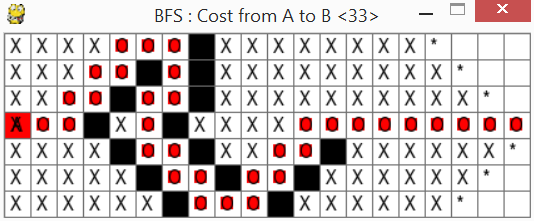 BFS : Cost from A to B <33>
X X X X O O O X X X X X X X X *
X X X O O O X X X X X X X X X *
X X O O O O X X X X X X X X X X *
A O O X O X X X X O O O O O O O O O
X X X X O O X X O O X X X X X X *
X X X X X O O O O X X X X X X *
X X X X X X O O O X X X X X X *